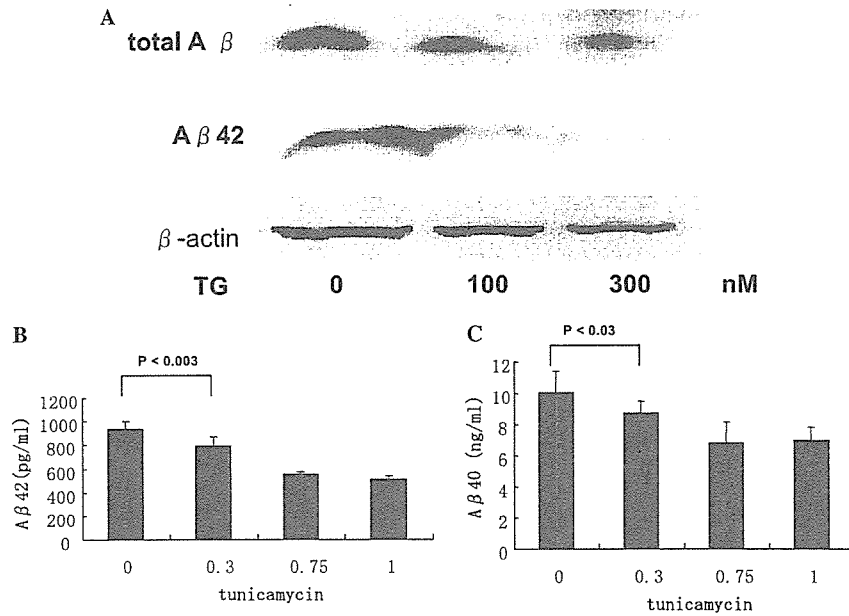 A
total A β
A β 42
β -actin
TG 0 100 300 nM
B
P < 0.003
1200
1000
800
600
400
200
0
A β 42(pg/ml)
0 0.3 0.75 1
tunicamycin
C
P < 0.03
12
10
8
6
4
2
0
A β 40 (ng/ml)
0 0.3 0.75 1
tunicamycin